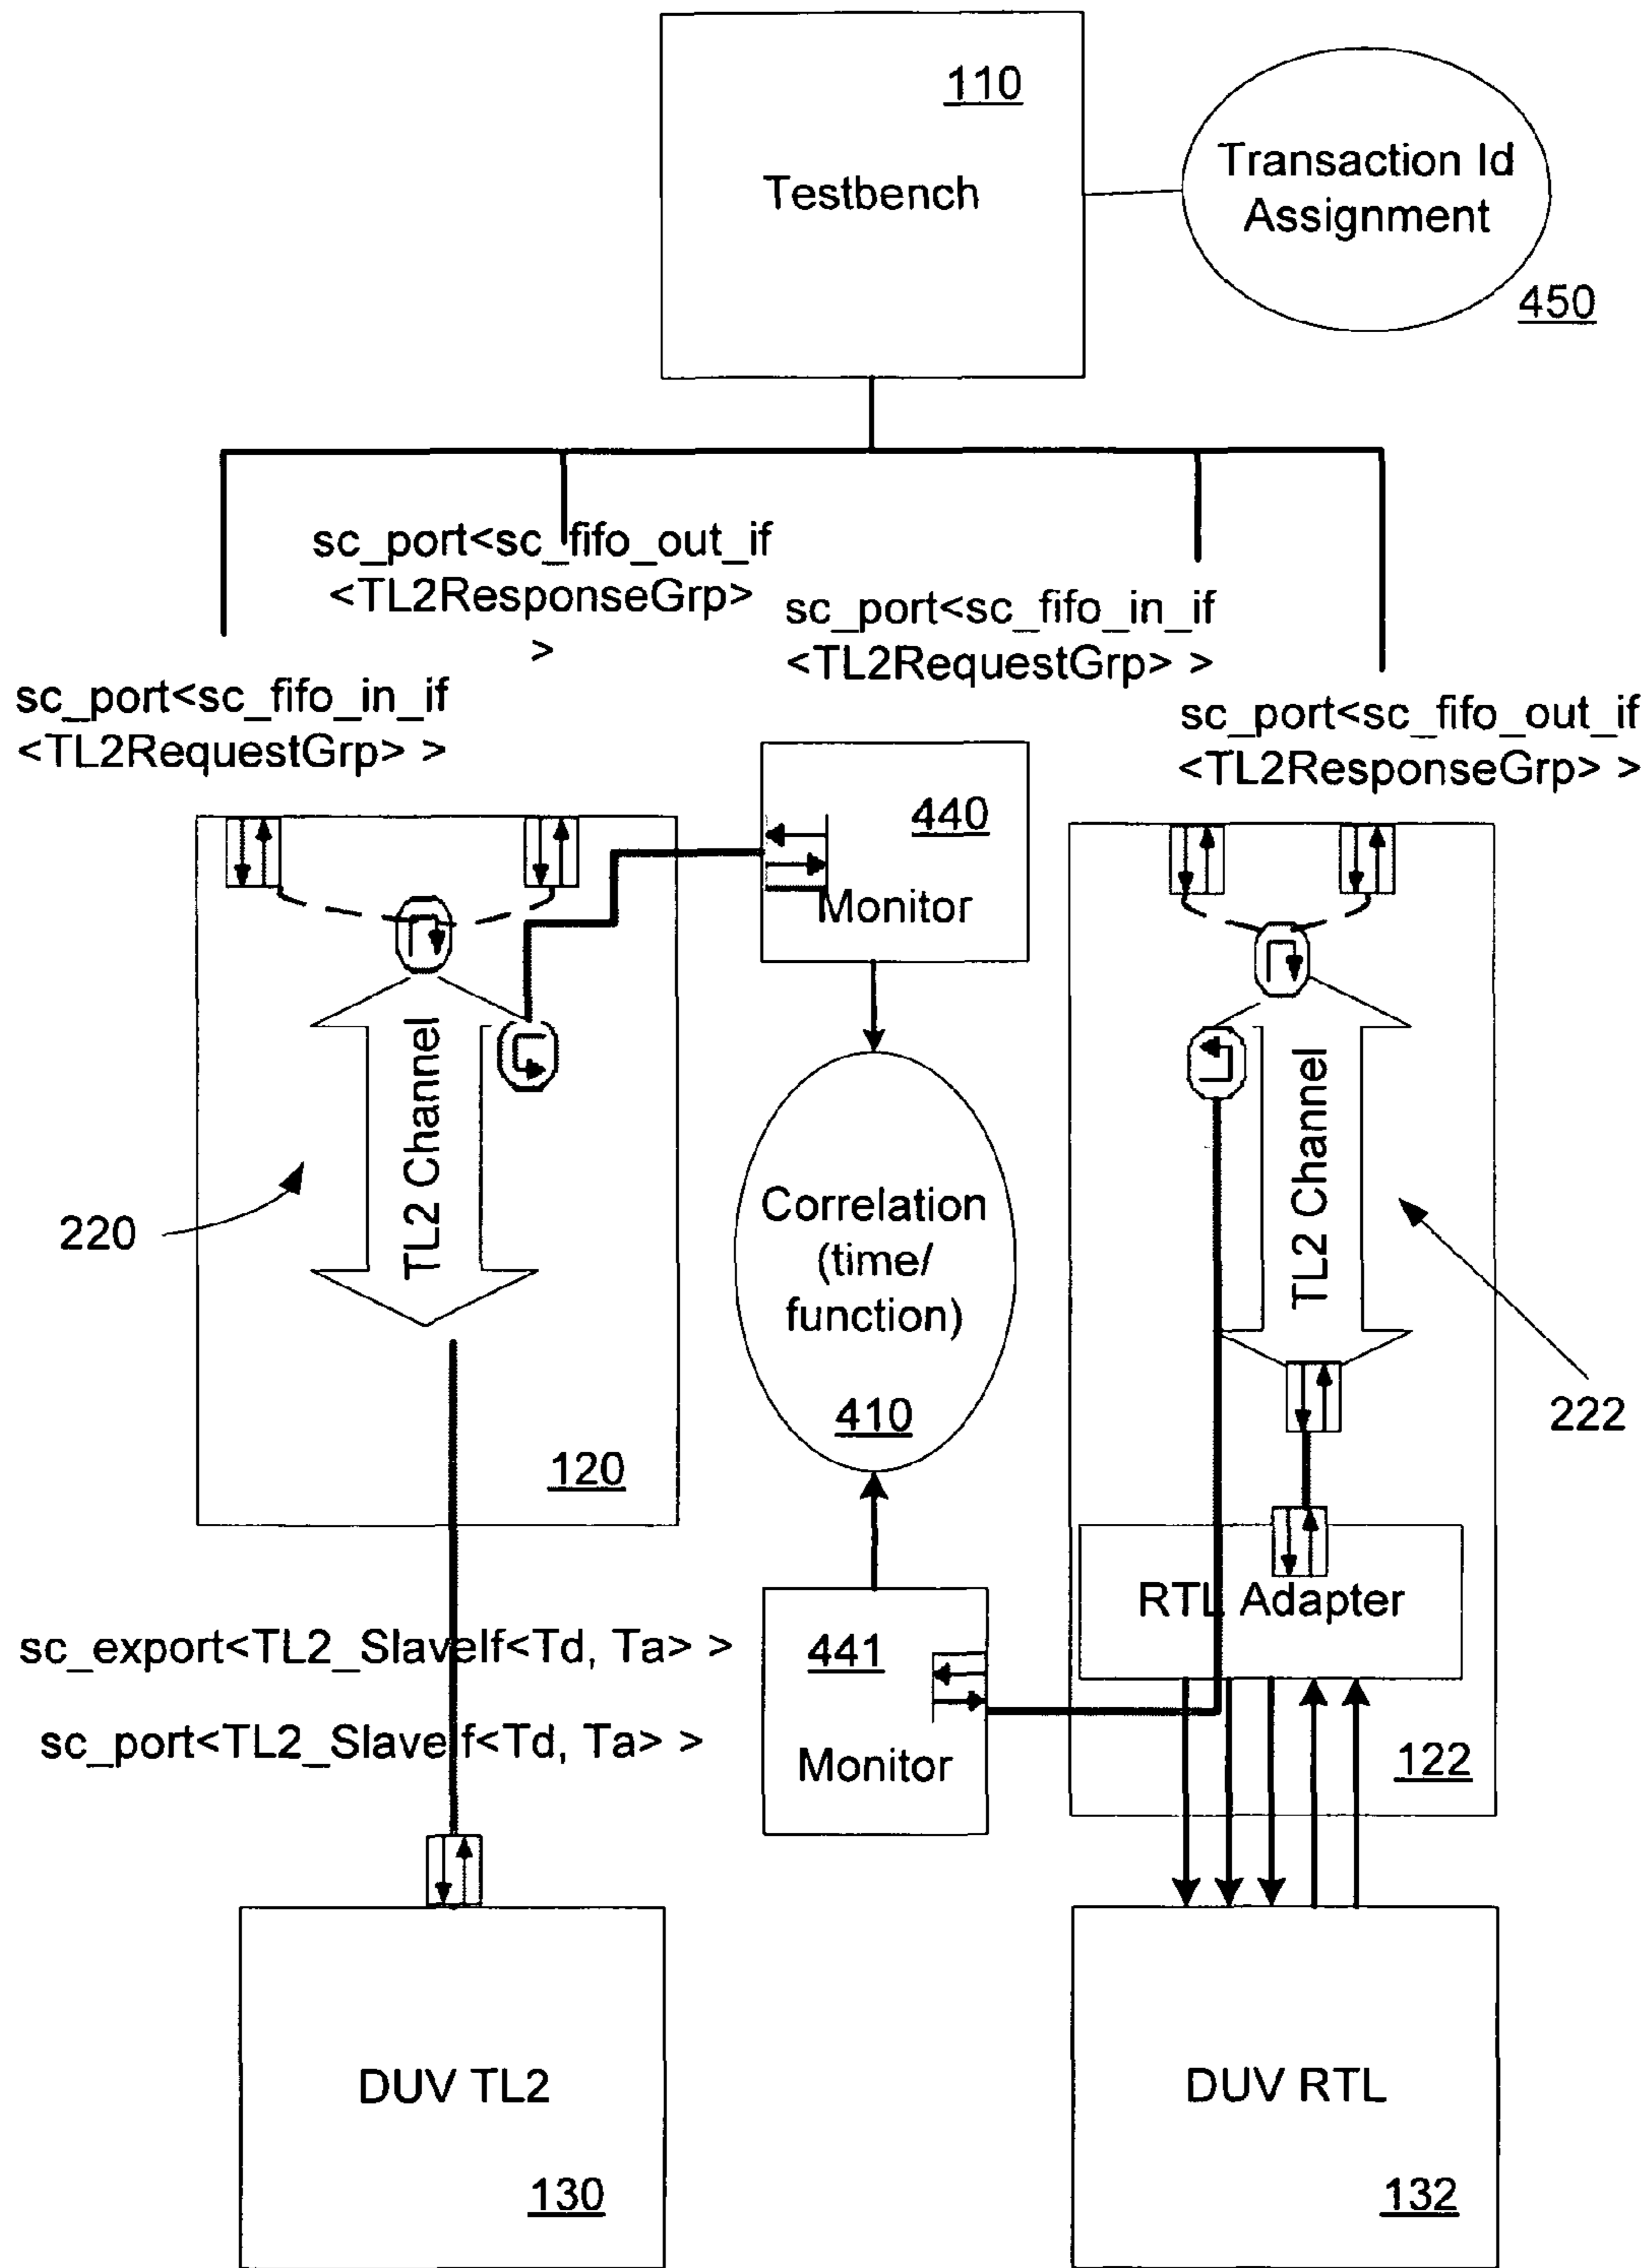 110
Testbench
Transaction Id
Assignment
450
sc_port<sc_fifo_out_if
<TL2ResponseGrp>
>
sc_port<sc_fifo_in_if
<TL2RequestGrp> >
sc_port<sc_fifo_in_if
<TL2RequestGrp> >
sc_port<sc_fifo_out_if
<TL2ResponseGrp> >
440
Monitor
TL2 Channel
220
120
Correlation
(time/
function)
410
TL2 Channel
222
RTL Adapter
122
441
Monitor
sc_export<TL2_SlaveIf<Td, Ta> >
sc_port<TL2_SlaveIf<Td, Ta> >
DUV TL2
130
DUV RTL
132